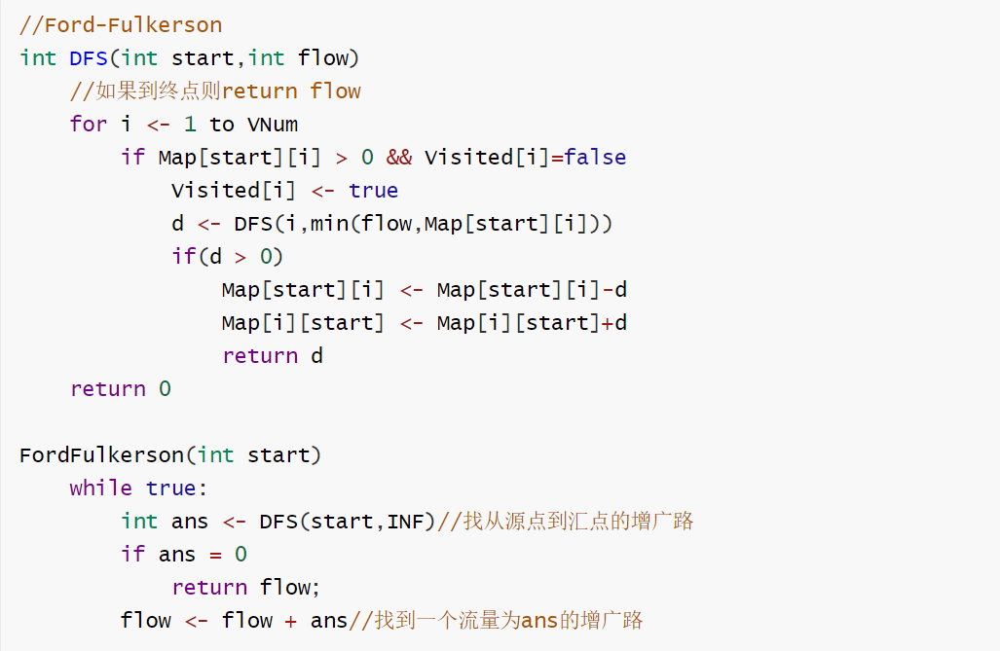 //Ford-Fulkerson
int DFS(int start,int flow)
    //如果到终点则return flow
    for i <- 1 to VNum
        if Map[start][i] > 0 && Visited[i]=false
            Visited[i] <- true
            d <- DFS(i,min(flow,Map[start][i]))
            if(d > 0)
                Map[start][i] <- Map[start][i]-d
                Map[i][start] <- Map[i][start]+d
                return d
    return 0

FordFulkerson(int start)
    while true:
        int ans <- DFS(start,INF)//找从源点到汇点的增广路
        if ans = 0
            return flow;
        flow <- flow + ans//找到一个流量为ans的增广路